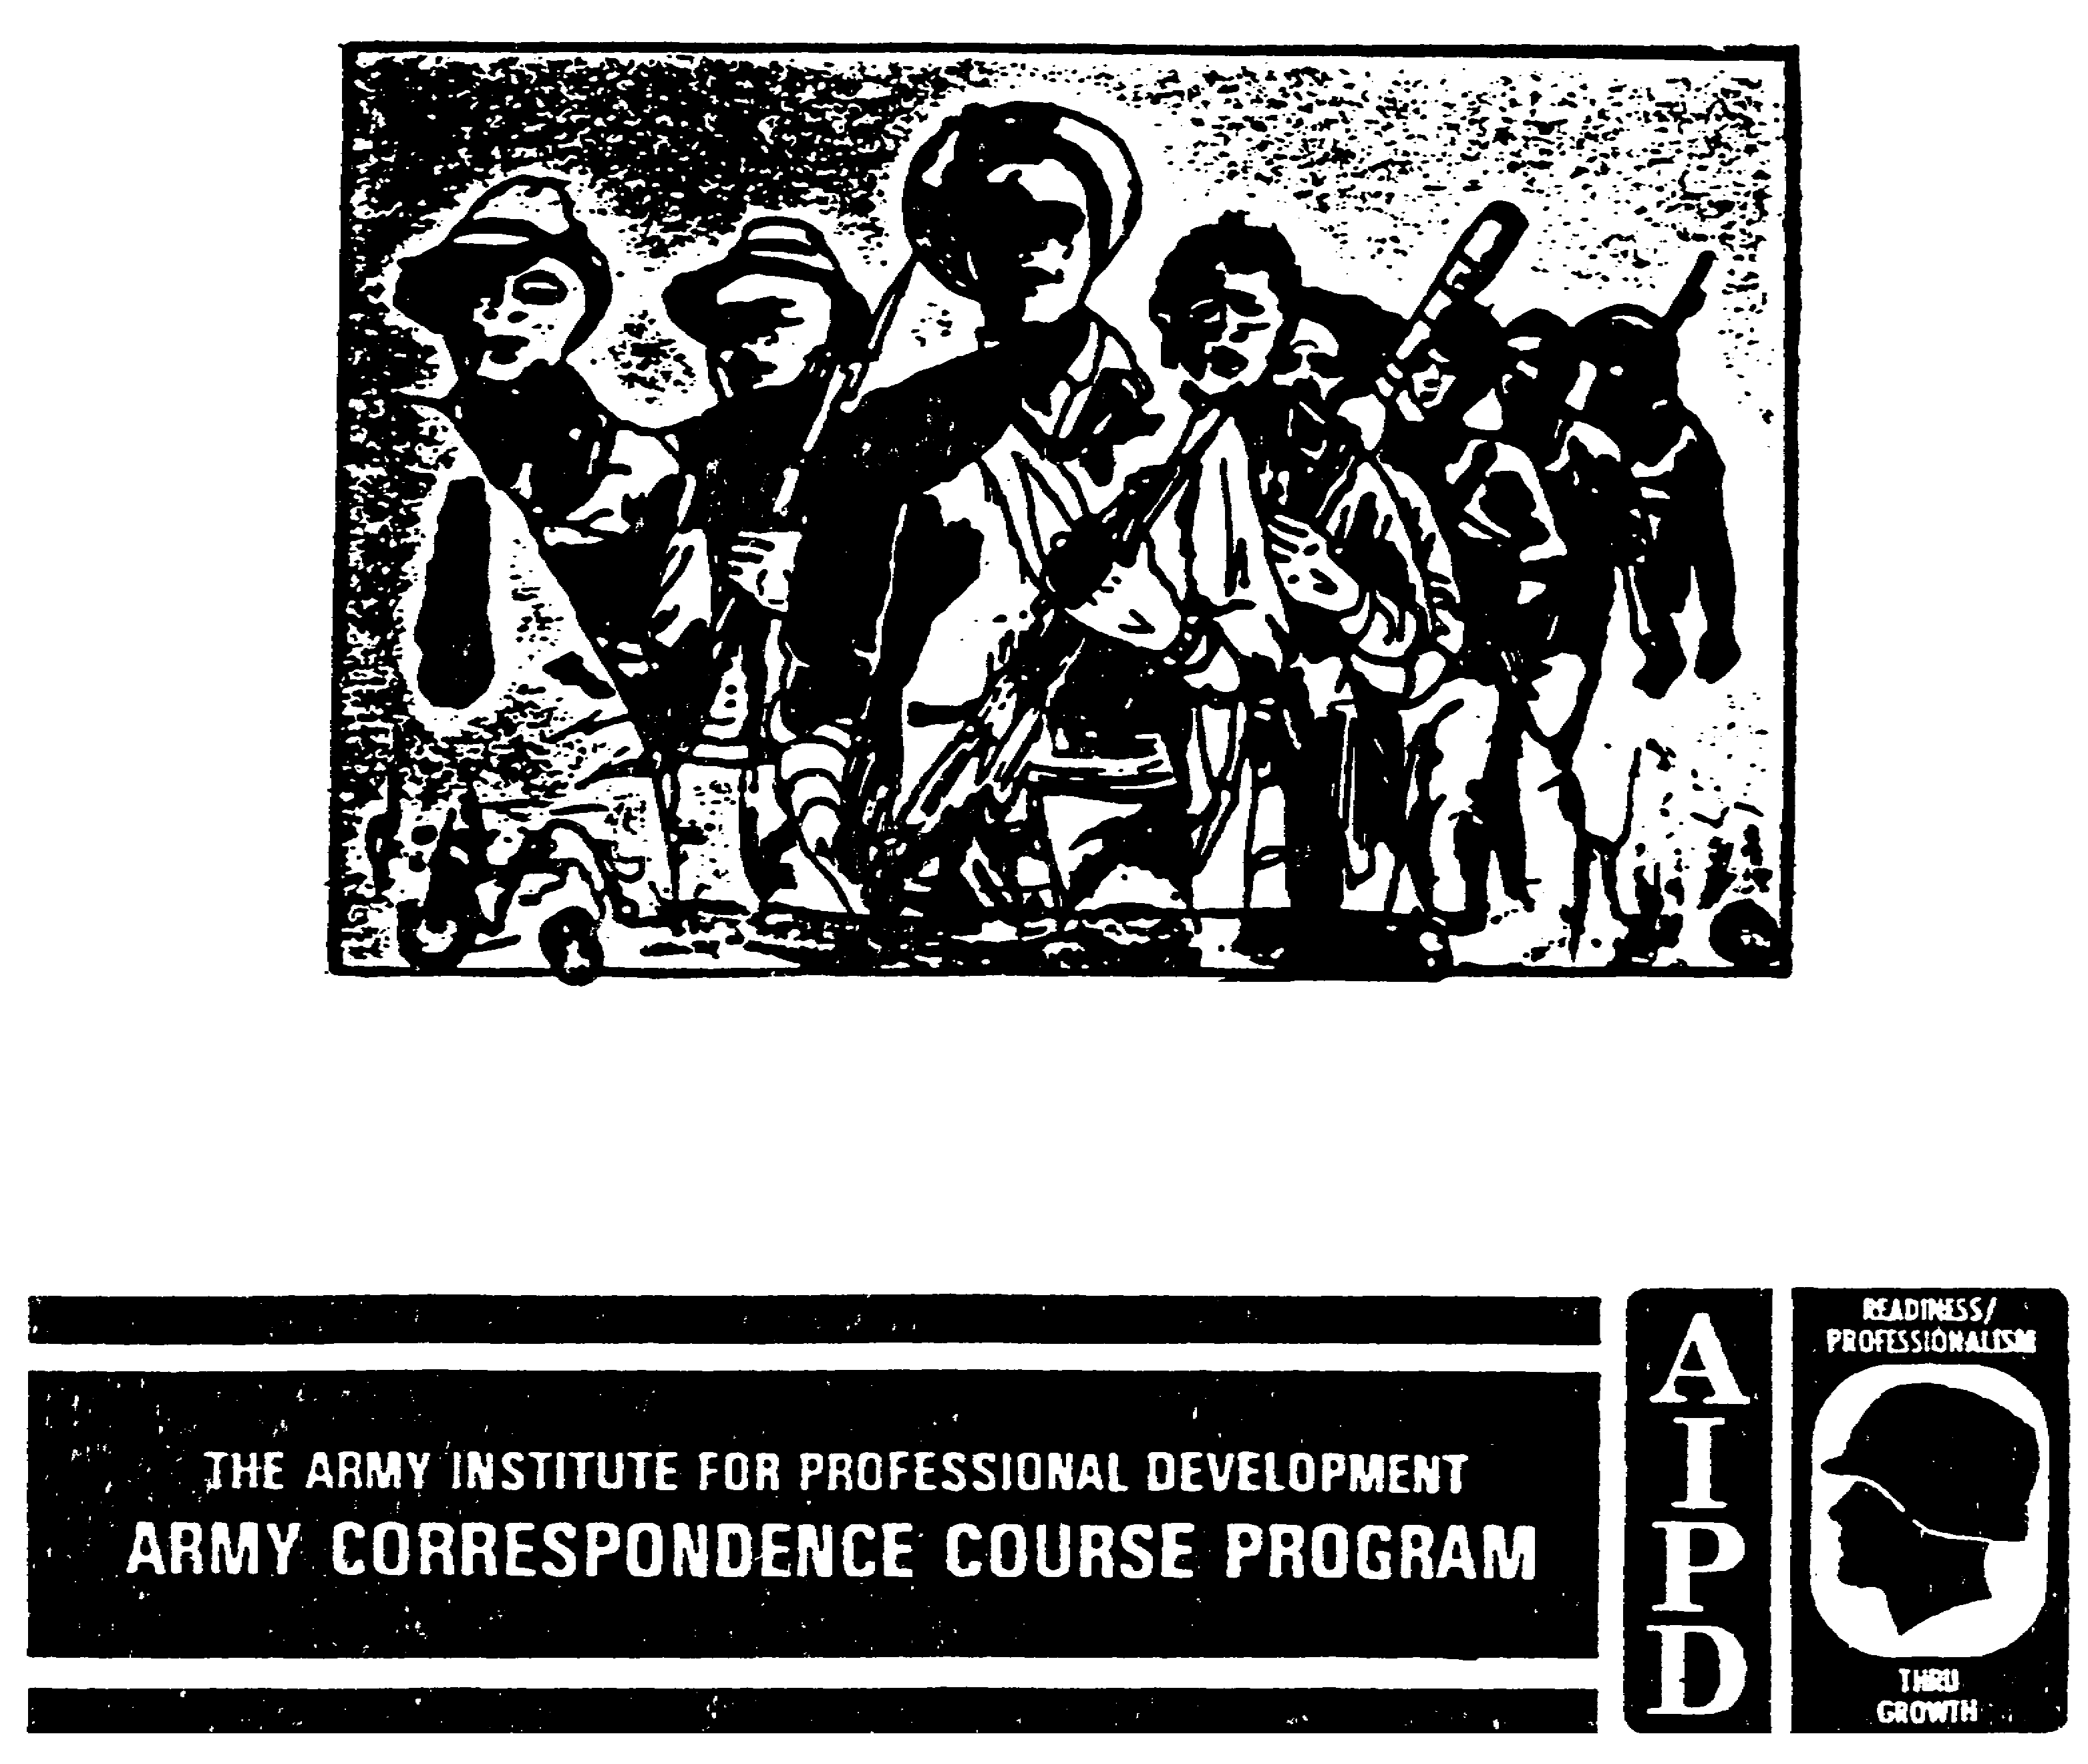 THE ARMY INSTITUTE FOR PROFESSIONAL DEVELOPMENT
ARMY CORRESPONDENCE COURSE PROGRAM
A
I
P
D
READINESS/
PROFESSIONALISM
THRU
GROWTH